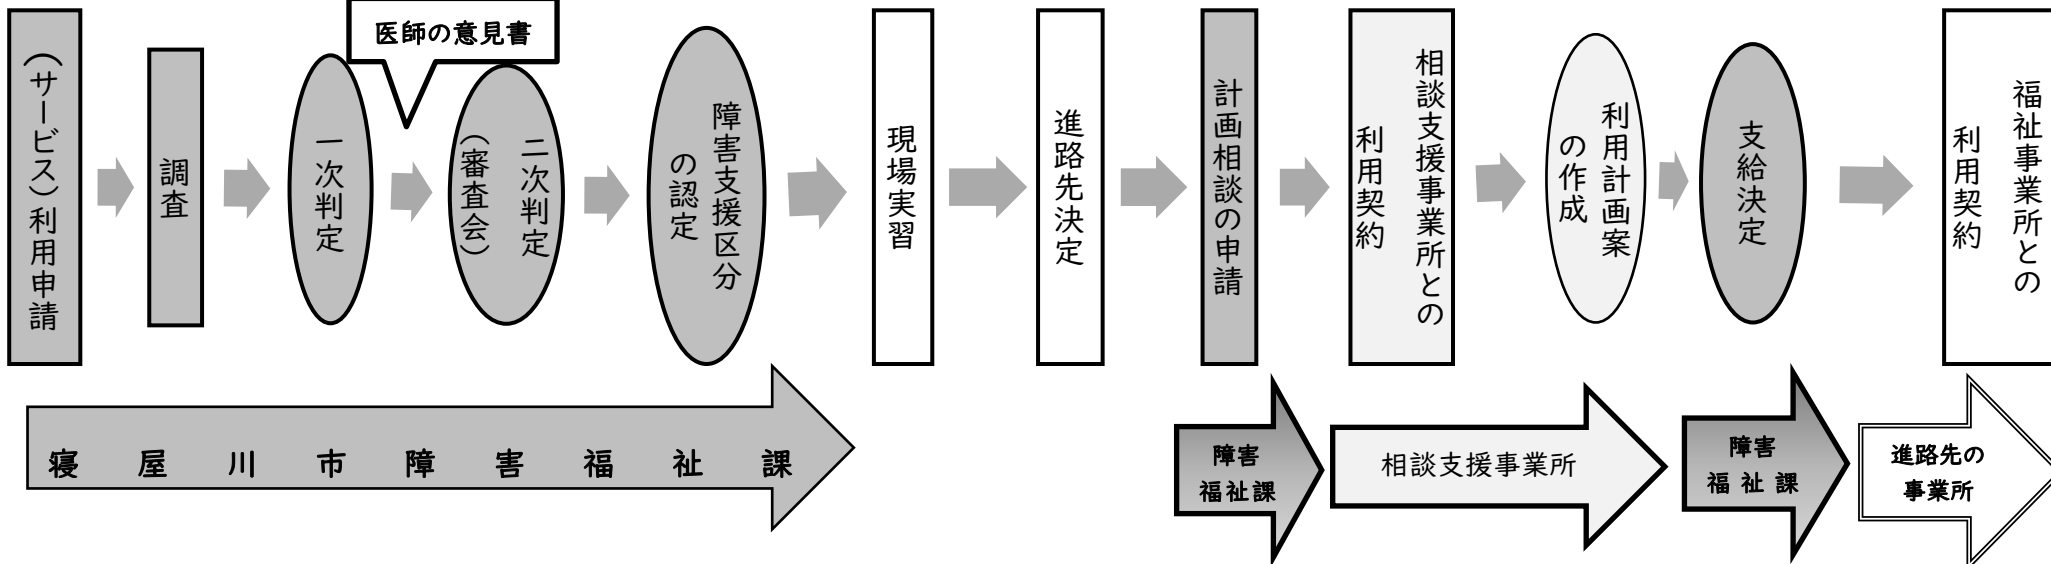 （サービス）利用申請
調査
一次判定
医師の意見書
二次判定
（審査会）
障害支援区分
の認定
現場実習
進路先決定
計画相談の申請
相談支援事業所との
利用契約
利用計画案
の作成
支給決定
福祉事業所との
利用契約
寝屋川市障害福祉課
障害
福祉課
相談支援事業所
障害
福祉課
進路先の
事業所